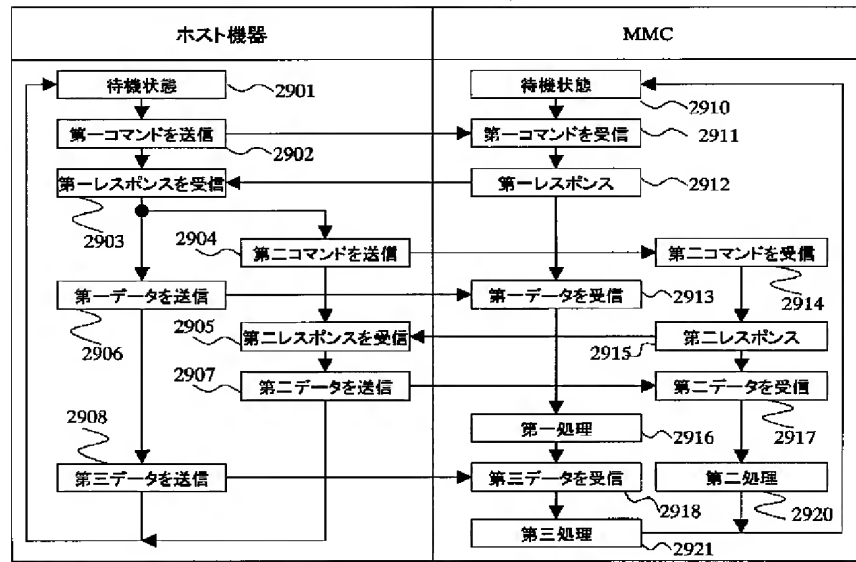 ホスト機器
MMC
待機状態
2901
待機状態
2910
第一コマンドを送信
2902
第一コマンドを受信
2911
第一レスポンスを受信
2903
第一レスポンス
2912
2904
第二コマンドを送信
第二コマンドを受信
2914
第一データを送信
2906
第一データを受信
2913
2905
第二レスポンスを受信
2915
第二レスポンス
2907
第二データを送信
第二データを受信
2917
2908
第一処理
2916
第三データを送信
第三データを受信
2918
第二処理
2920
第三処理
2921